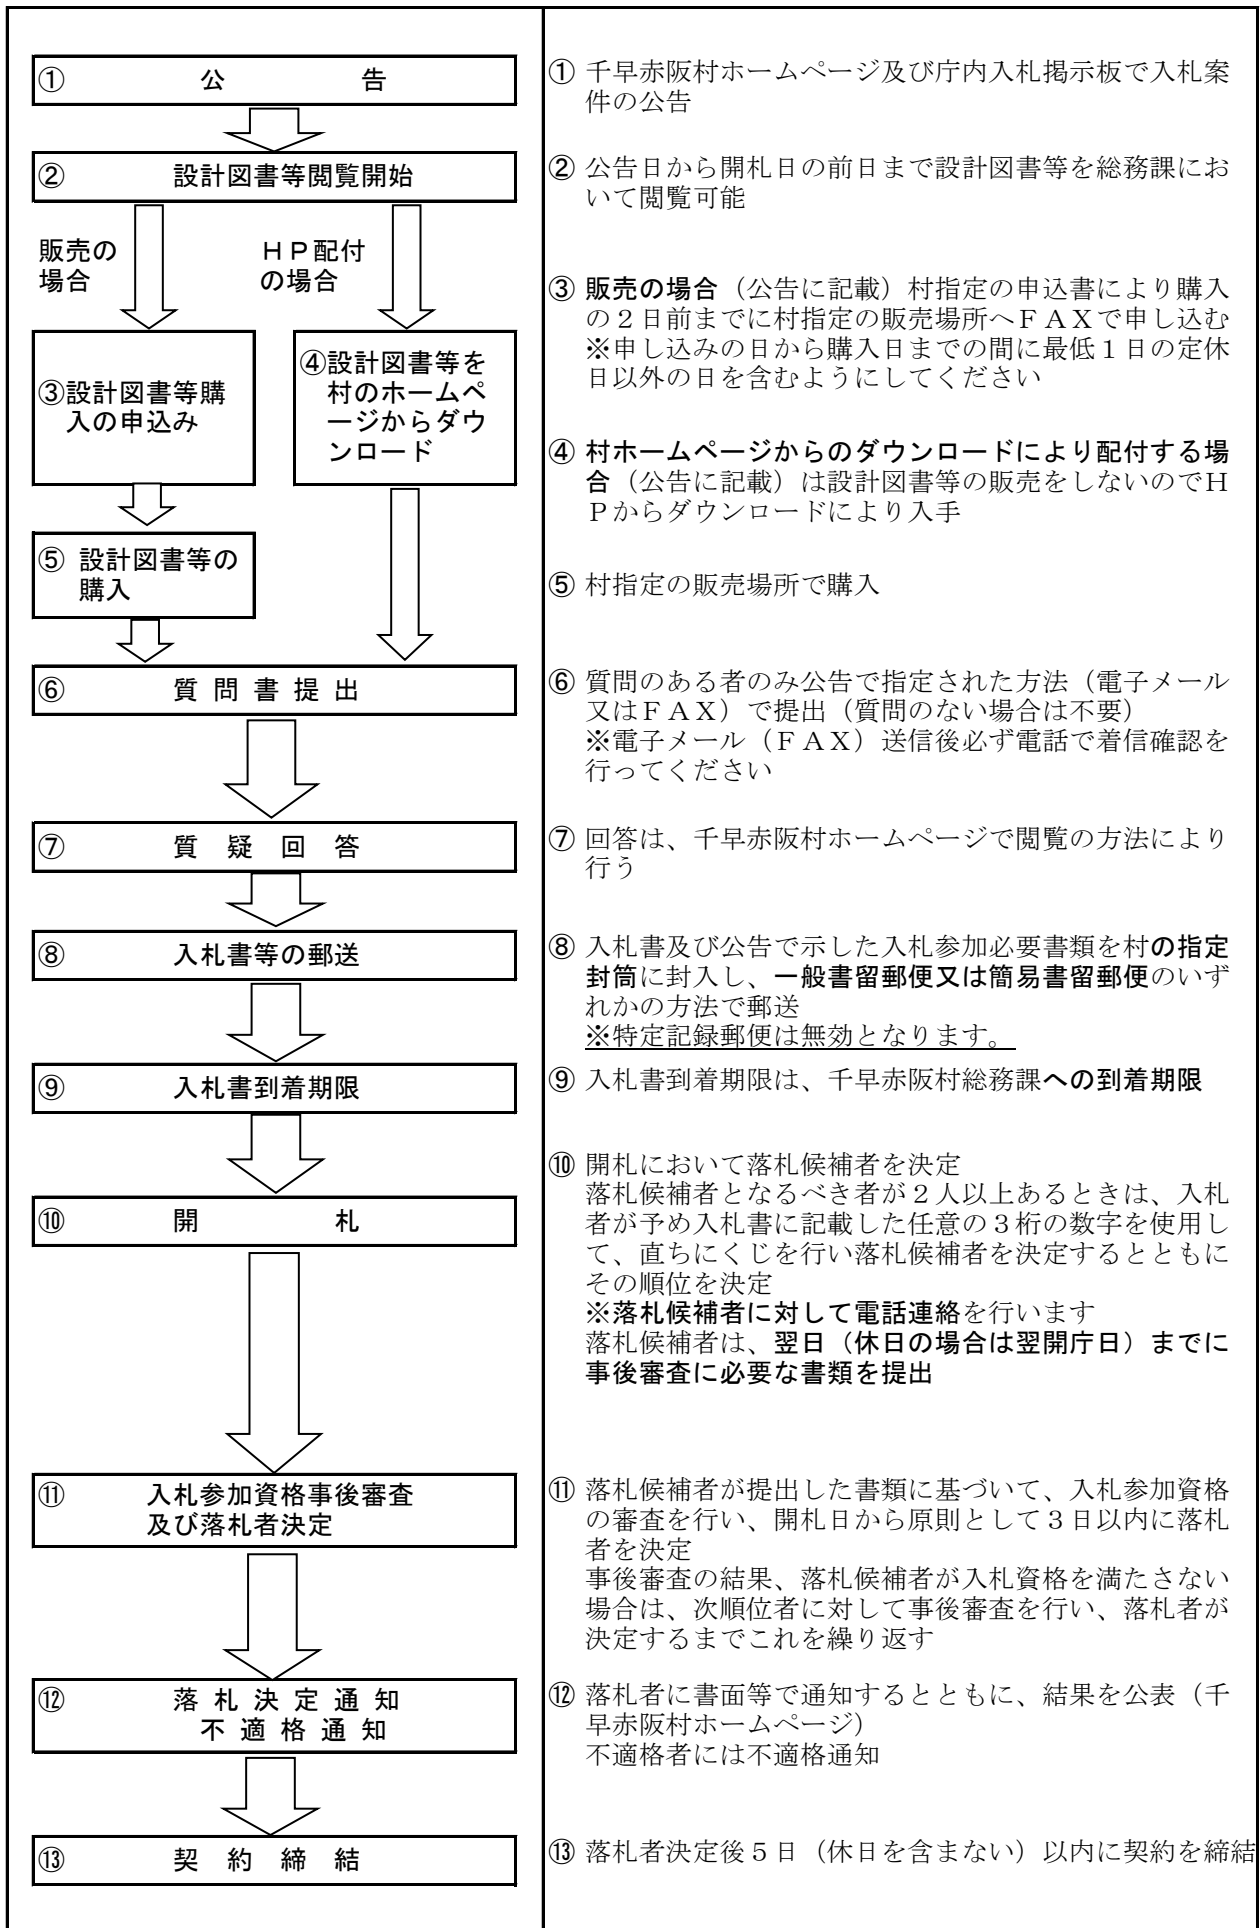 ① 公 告
② 設計図書等閲覧開始
販売の
場合
ＨＰ配付
の場合
③設計図書等購
入の申込み
④設計図書等を
村のホームペ
ージからダウ
ンロード
⑤ 設計図書等の
購入
⑥ 質 問 書 提 出
⑦ 質 疑 回 答
⑧ 入札書等の郵送
⑨ 入札書到着期限
⑩ 開 札
⑪ 入札参加資格事後審査
及び落札者決定
⑫ 落 札 決 定 通 知
不 適 格 通 知
⑬ 契 約 締 結
① 千早赤阪村ホームページ及び庁内入札掲示板で入札案
件の公告
② 公告日から開札日の前日まで設計図書等を総務課にお
いて閲覧可能
③ 販売の場合（公告に記載）村指定の申込書により購入
の２日前までに村指定の販売場所へＦＡＸで申し込む
※申し込みの日から購入日までの間に最低１日の定休
日以外の日を含むようにしてください
④ 村ホームページからのダウンロードにより配付する場
合（公告に記載）は設計図書等の販売をしないのでＨ
Ｐからダウンロードにより入手
⑤ 村指定の販売場所で購入
⑥ 質問のある者のみ公告で指定された方法（電子メール
又はＦＡＸ）で提出（質問のない場合は不要）
※電子メール（ＦＡＸ）送信後必ず電話で着信確認を
行ってください
⑦ 回答は、千早赤阪村ホームページで閲覧の方法により
行う
⑧ 入札書及び公告で示した入札参加必要書類を村の指定
封筒に封入し、一般書留郵便又は簡易書留郵便のいず
れかの方法で郵送
※特定記録郵便は無効となります。
⑨ 入札書到着期限は、千早赤阪村総務課への到着期限
⑩ 開札において落札候補者を決定
落札候補者となるべき者が２人以上あるときは、入札
者が予め入札書に記載した任意の３桁の数字を使用し
て、直ちにくじを行い落札候補者を決定するとともに
その順位を決定
※落札候補者に対して電話連絡を行います
落札候補者は、翌日（休日の場合は翌開庁日）までに
事後審査に必要な書類を提出
⑪ 落札候補者が提出した書類に基づいて、入札参加資格
の審査を行い、開札日から原則として３日以内に落札
者を決定
事後審査の結果、落札候補者が入札資格を満たさない
場合は、次順位者に対して事後審査を行い、落札者が
決定するまでこれを繰り返す
⑫ 落札者に書面等で通知するとともに、結果を公表（千
早赤阪村ホームページ）
不適格者には不適格通知
⑬ 落札者決定後５日（休日を含まない）以内に契約を締結